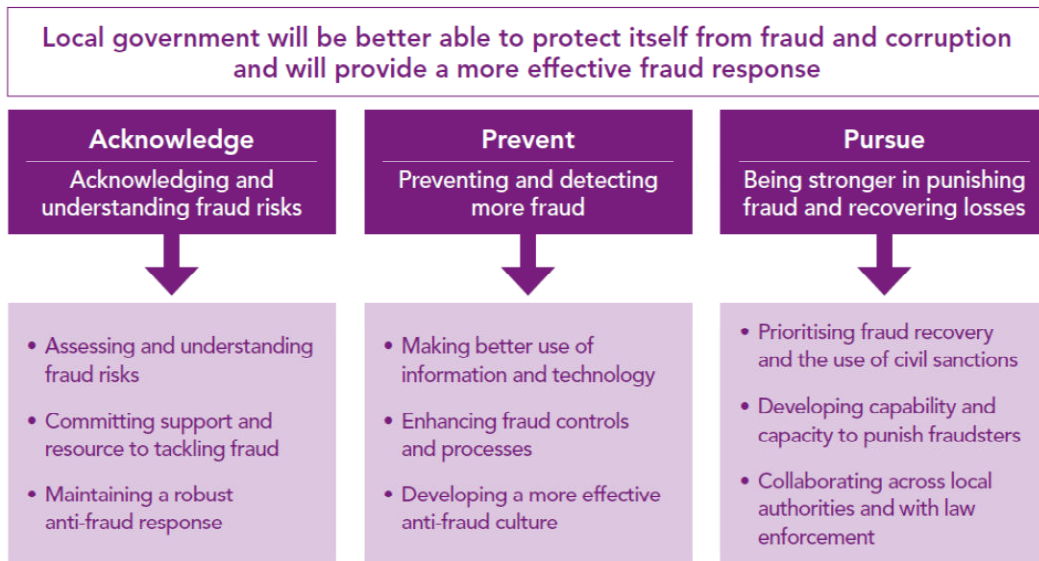 Local government will be better able to protect itself from fraud and corruption
and will provide a more effective fraud response
Acknowledge
Acknowledging and
understanding fraud risks
• Assessing and understanding
fraud risks
• Committing support and
resource to tackling fraud
• Maintaining a robust
anti-fraud response
Prevent
Preventing and detecting
more fraud
• Making better use of
information and technology
• Enhancing fraud controls
and processes
• Developing a more effective
anti-fraud culture
Pursue
Being stronger in punishing
fraud and recovering losses
• Prioritising fraud recovery
and the use of civil sanctions
• Developing capability and
capacity to punish fraudsters
• Collaborating across local
authorities and with law
enforcement